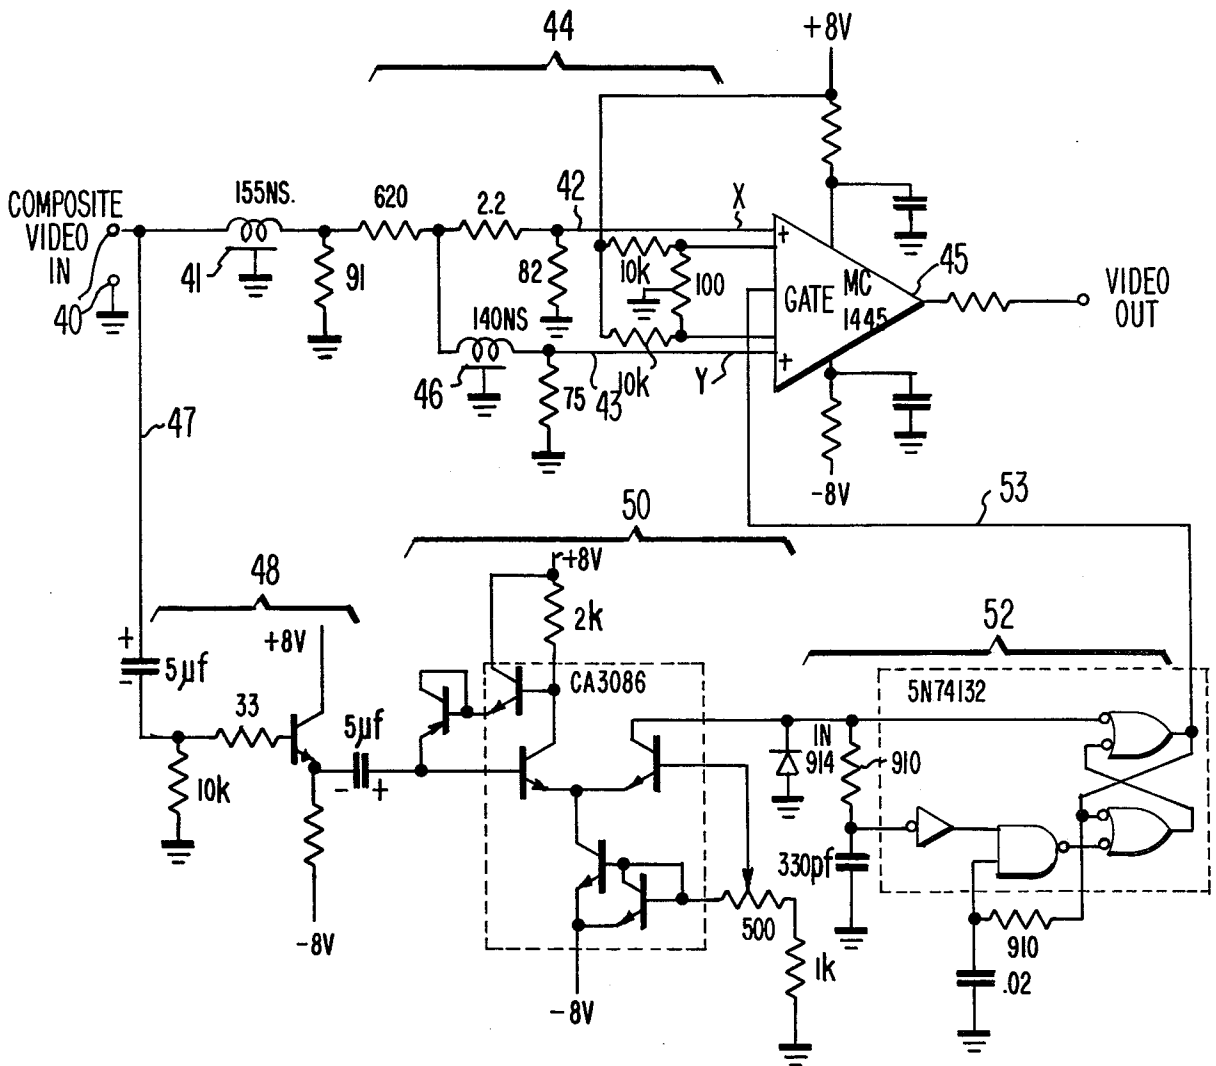 44
+8V
155NS.
620
2.2
42
X
COMPOSITE
VIDEO
IN
40
41
91
82
10k
100
+
GATE
MC
1445
45
VIDEO
OUT
140NS
46
75
43
10k
Y
+
-8V
47
53
50
+8V
48
+8V
2k
52
+
5µf
-
CA3086
5N74132
33
5µf
-
+
IN
914
910
10k
330pf
500
-8V
1k
910
.02
-8V